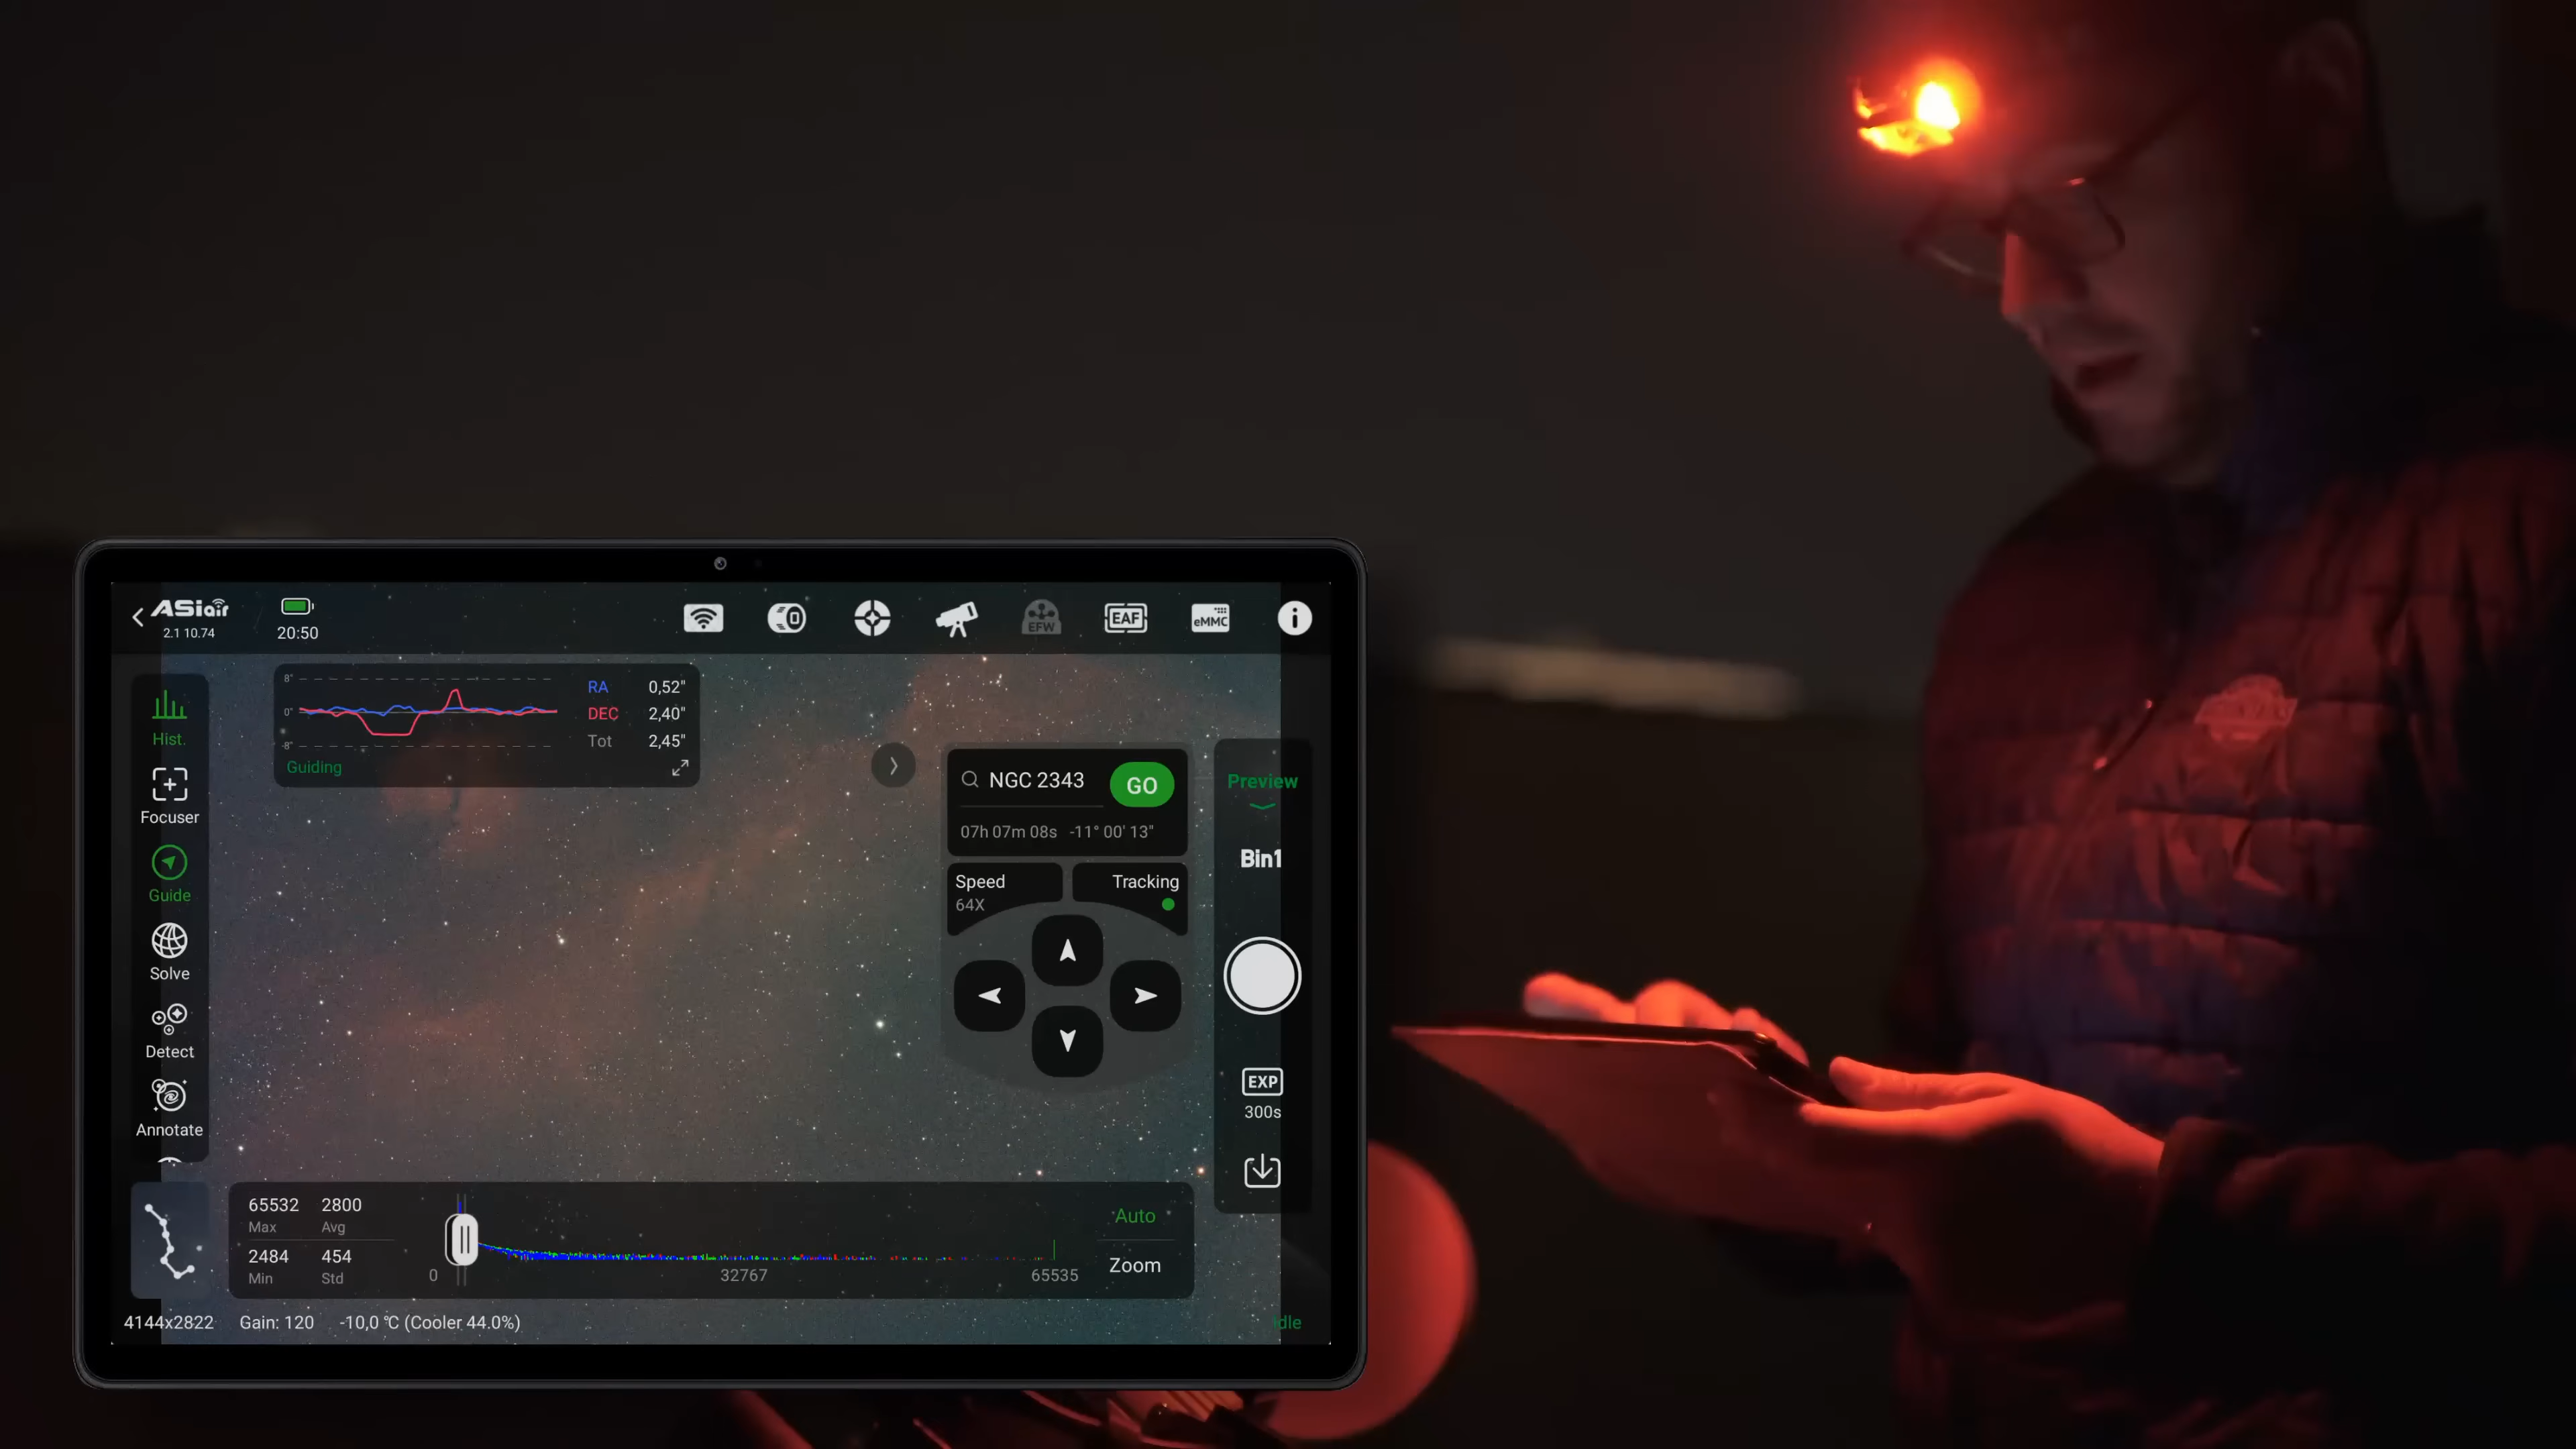 ASiair
2.1 10.74
20:50
EFW
EAF
eMMC
8"
0"
-8"
RA 0,52"
DEC 2,40"
Tot 2,45"
Guiding
Hist.
Focuser
Guide
Solve
Detect
Annotate
NGC 2343
GO
07h 07m 08s -11° 00' 13"
Speed
64X
Tracking
Preview
Bin1
EXP
300s
65532 2800
Max Avg
2484 454
Min Std
0 32767 65535
Auto
Zoom
4144x2822 Gain: 120 -10,0 ℃ (Cooler 44.0%)
Idle